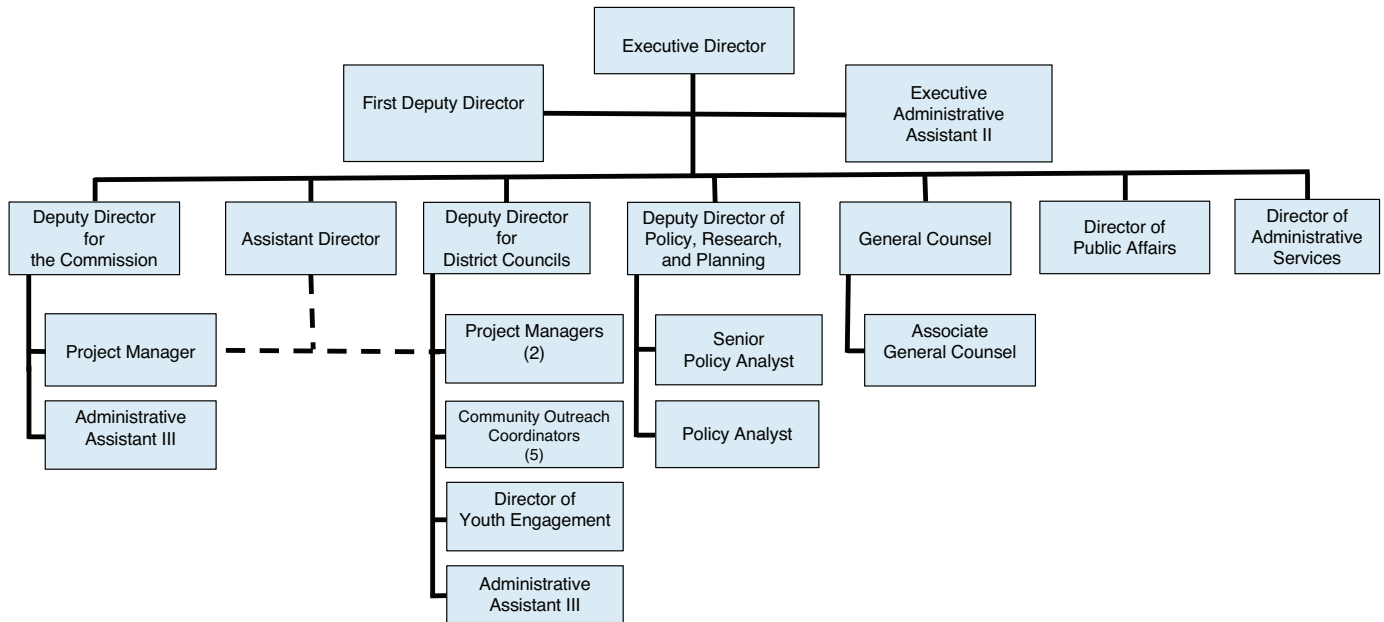 Executive Director
First Deputy Director
Executive
Administrative
Assistant II
Deputy Director
for
the Commission
Assistant Director
Deputy Director
for
District Councils
Deputy Director of
Policy, Research,
and Planning
General Counsel
Director of
Public Affairs
Director of
Administrative
Services
Project Manager
Project Managers
(2)
Senior
Policy Analyst
Associate
General Counsel
Administrative
Assistant III
Community Outreach
Coordinators
(5)
Policy Analyst
Director of
Youth Engagement
Administrative
Assistant III